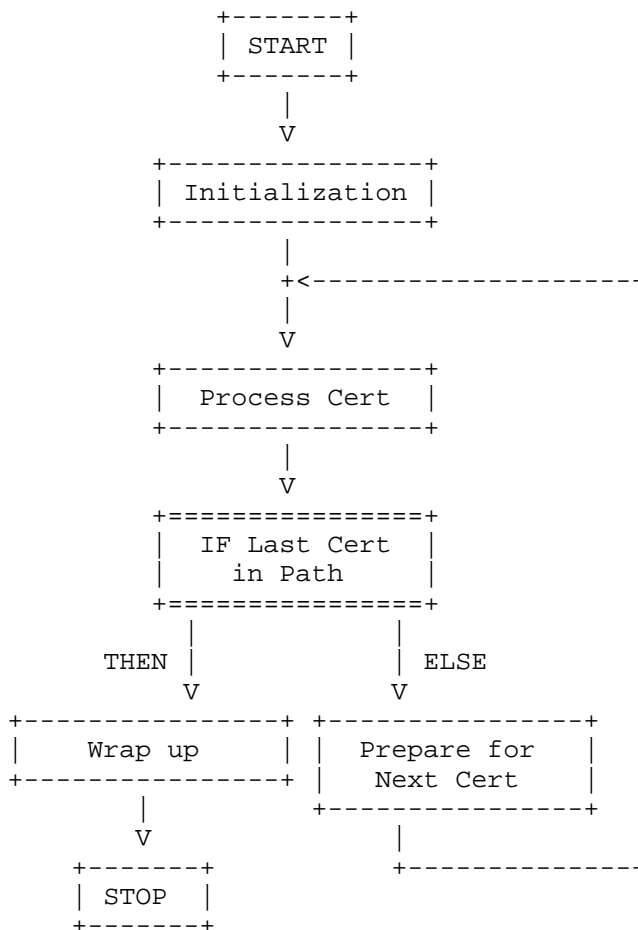 START
V
Initialization
V
Process Cert
V
IF Last Cert
in Path
THEN ELSE
V V
Wrap up Prepare for
Next Cert
V
STOP